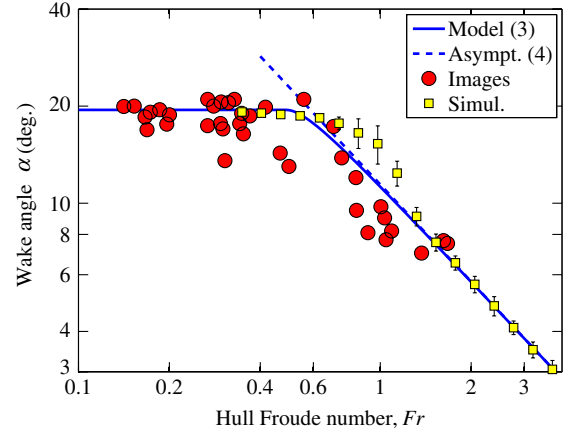 40
20
10
8
6
4
3
Wake angle α (deg.)
Model (3)
Asympt. (4)
Images
Simul.
0.1 0.2 0.4 0.6 1 2 3
Hull Froude number, Fr